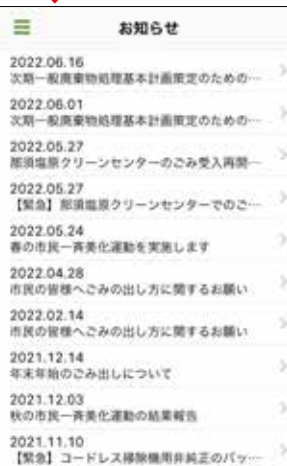 お知らせ
2022.06.16
次期一般廃棄物処理基本計画策定のための…
2022.06.01
次期一般廃棄物処理基本計画策定のための…
2022.05.27
那須塩原クリーンセンターのごみ受入再開…
2022.05.27
【緊急】那須塩原クリーンセンターでのご…
2022.05.24
春の市民一斉美化運動を実施します
2022.04.28
市民の皆様へごみの出し方に関するお願い
2022.02.14
市民の皆様へごみの出し方に関するお願い
2021.12.14
年末年始のごみ出しについて
2021.12.03
秋の市民一斉美化運動の結果報告
2021.11.10
【緊急】コードレス掃除機用非純正のバッ…